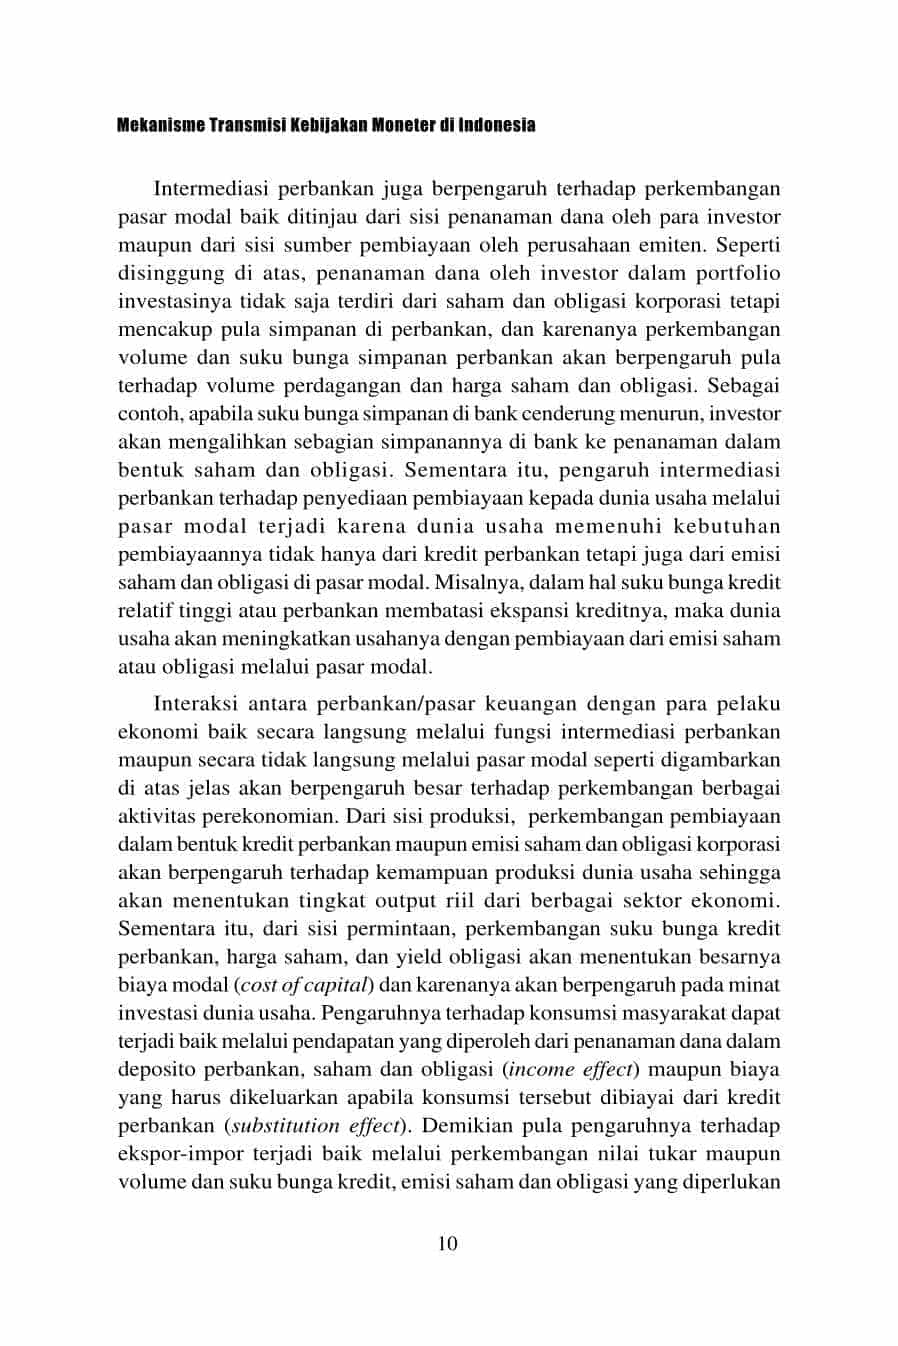 Mekanisme Transmisi Kebijakan Moneter di Indonesia
Intermediasi perbankan juga berpengaruh terhadap perkembangan
pasar modal baik ditinjau dari sisi penanaman dana oleh para investor
maupun dari sisi sumber pembiayaan oleh perusahaan emiten. Seperti
disinggung di atas, penanaman dana oleh investor dalam portfolio
investasinya tidak saja terdiri dari saham dan obligasi korporasi tetapi
mencakup pula simpanan di perbankan, dan karenanya perkembangan
volume dan suku bunga simpanan perbankan akan berpengaruh pula
terhadap volume perdagangan dan harga saham dan obligasi. Sebagai
contoh, apabila suku bunga simpanan di bank cenderung menurun, investor
akan mengalihkan sebagian simpanannya di bank ke penanaman dalam
bentuk saham dan obligasi. Sementara itu, pengaruh intermediasi
perbankan terhadap penyediaan pembiayaan kepada dunia usaha melalui
pasar modal terjadi karena dunia usaha memenuhi kebutuhan
pembiayaannya tidak hanya dari kredit perbankan tetapi juga dari emisi
saham dan obligasi di pasar modal. Misalnya, dalam hal suku bunga kredit
relatif tinggi atau perbankan membatasi ekspansi kreditnya, maka dunia
usaha akan meningkatkan usahanya dengan pembiayaan dari emisi saham
atau obligasi melalui pasar modal.
Interaksi antara perbankan/pasar keuangan dengan para pelaku
ekonomi baik secara langsung melalui fungsi intermediasi perbankan
maupun secara tidak langsung melalui pasar modal seperti digambarkan
di atas jelas akan berpengaruh besar terhadap perkembangan berbagai
aktivitas perekonomian. Dari sisi produksi, perkembangan pembiayaan
dalam bentuk kredit perbankan maupun emisi saham dan obligasi korporasi
akan berpengaruh terhadap kemampuan produksi dunia usaha sehingga
akan menentukan tingkat output riil dari berbagai sektor ekonomi.
Sementara itu, dari sisi permintaan, perkembangan suku bunga kredit
perbankan, harga saham, dan yield obligasi akan menentukan besarnya
biaya modal (cost of capital) dan karenanya akan berpengaruh pada minat
investasi dunia usaha. Pengaruhnya terhadap konsumsi masyarakat dapat
terjadi baik melalui pendapatan yang diperoleh dari penanaman dana dalam
deposito perbankan, saham dan obligasi (income effect) maupun biaya
yang harus dikeluarkan apabila konsumsi tersebut dibiayai dari kredit
perbankan (substitution effect). Demikian pula pengaruhnya terhadap
ekspor-impor terjadi baik melalui perkembangan nilai tukar maupun
volume dan suku bunga kredit, emisi saham dan obligasi yang diperlukan
10